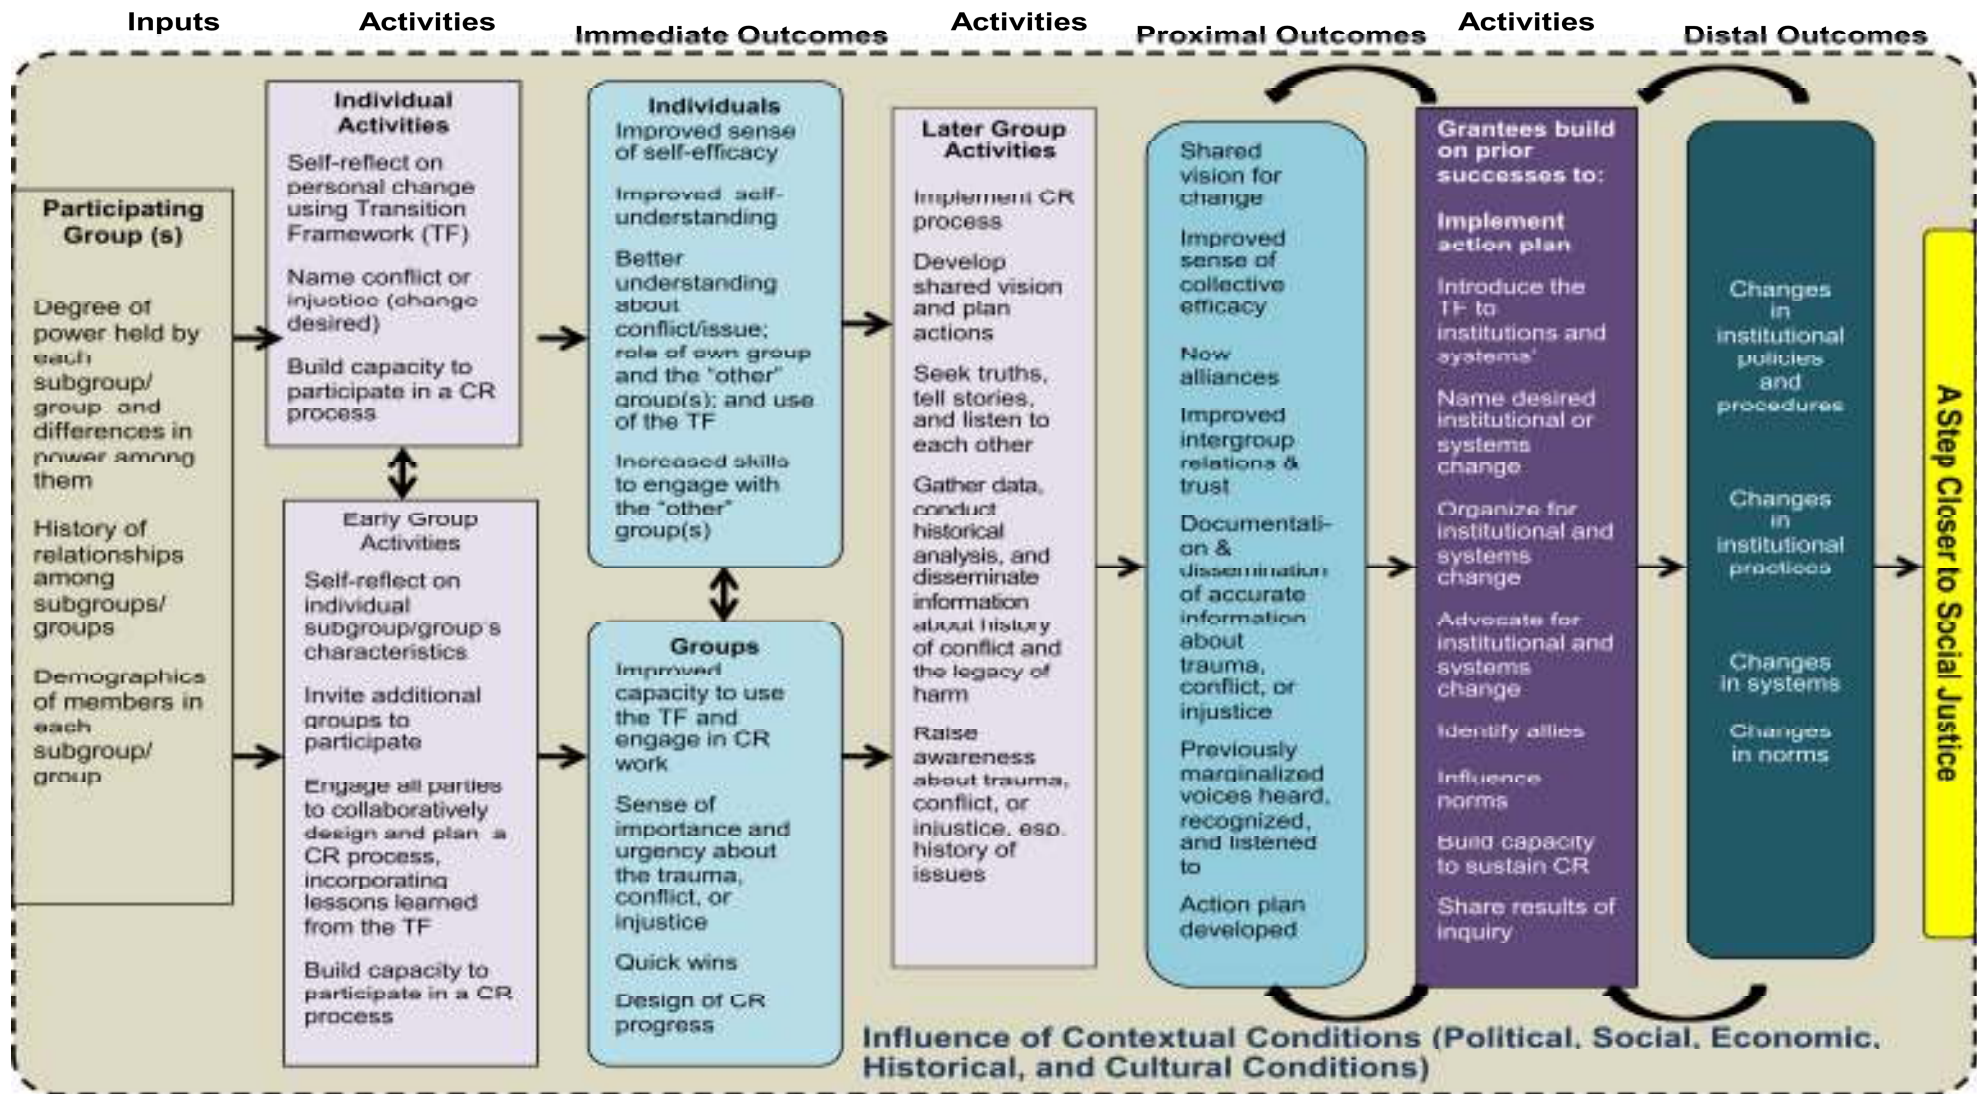 Inputs
Activities
Immediate Outcomes
Activities
Proximal Outcomes
Activities
Distal Outcomes
Participating
Group (s)
Degree of
power held by
each
subgroup/
group and
differences in
power among
them
History of
relationships
among
subgroups/
groups
Demographics
of members in
each
subgroup/
group
Individual
Activities
Self-reflect on
personal change
using Transition
Framework (TF)
Name conflict or
injustice (change
desired)
Build capacity to
participate in a CR
process
Early Group
Activities
Self-reflect on
individual
subgroup/group's
characteristics
Invite additional
groups to
participate
Engage all parties
to collaboratively
design and plan a
CR process,
incorporating
lessons learned
from the TF
Build capacity to
participate in a CR
process
Individuals
Improved sense
of self-efficacy
Improved self-
understanding
Better
understanding
about
conflict/issue;
role of own group
and the "other"
group(s); and use
of the TF
Increased skills
to engage with
the "other"
group(s)
Groups
Improved
capacity to use
the TF and
engage in CR
work
Sense of
importance and
urgency about
the trauma,
conflict, or
injustice
Quick wins
Design of CR
progress
Later Group
Activities
Implement CR
process
Develop
shared vision
and plan
actions
Seek truths,
tell stories,
and listen to
each other
Gather data,
conduct
historical
analysis, and
disseminate
information
about history
of conflict and
the legacy of
harm
Raise
awareness
about trauma,
conflict, or
injustice, esp.
history of
issues
Shared
vision for
change
Improved
sense of
collective
efficacy
New
alliances
Improved
intergroup
relations &
trust
Documentati-
on &
dissemination
of accurate
information
about
trauma,
conflict, or
injustice
Previously
marginalized
voices heard,
recognized,
and listened
to
Action plan
developed
Grantees build
on prior
successes to:
Implement
action plan
Introduce the
TF to
institutions and
systems'
Name desired
institutional or
systems
change
Organize for
institutional and
systems
change
Advocate for
institutional and
systems
change
Identify allies
Influence
norms
Build capacity
to sustain CR
Share results of
inquiry
Changes
in
institutional
policies
and
procedures
Changes
in
institutional
practices
Changes
in systems
Changes
in norms
A Step Closer to Social Justice
Influence of Contextual Conditions (Political, Social, Economic,
Historical, and Cultural Conditions)